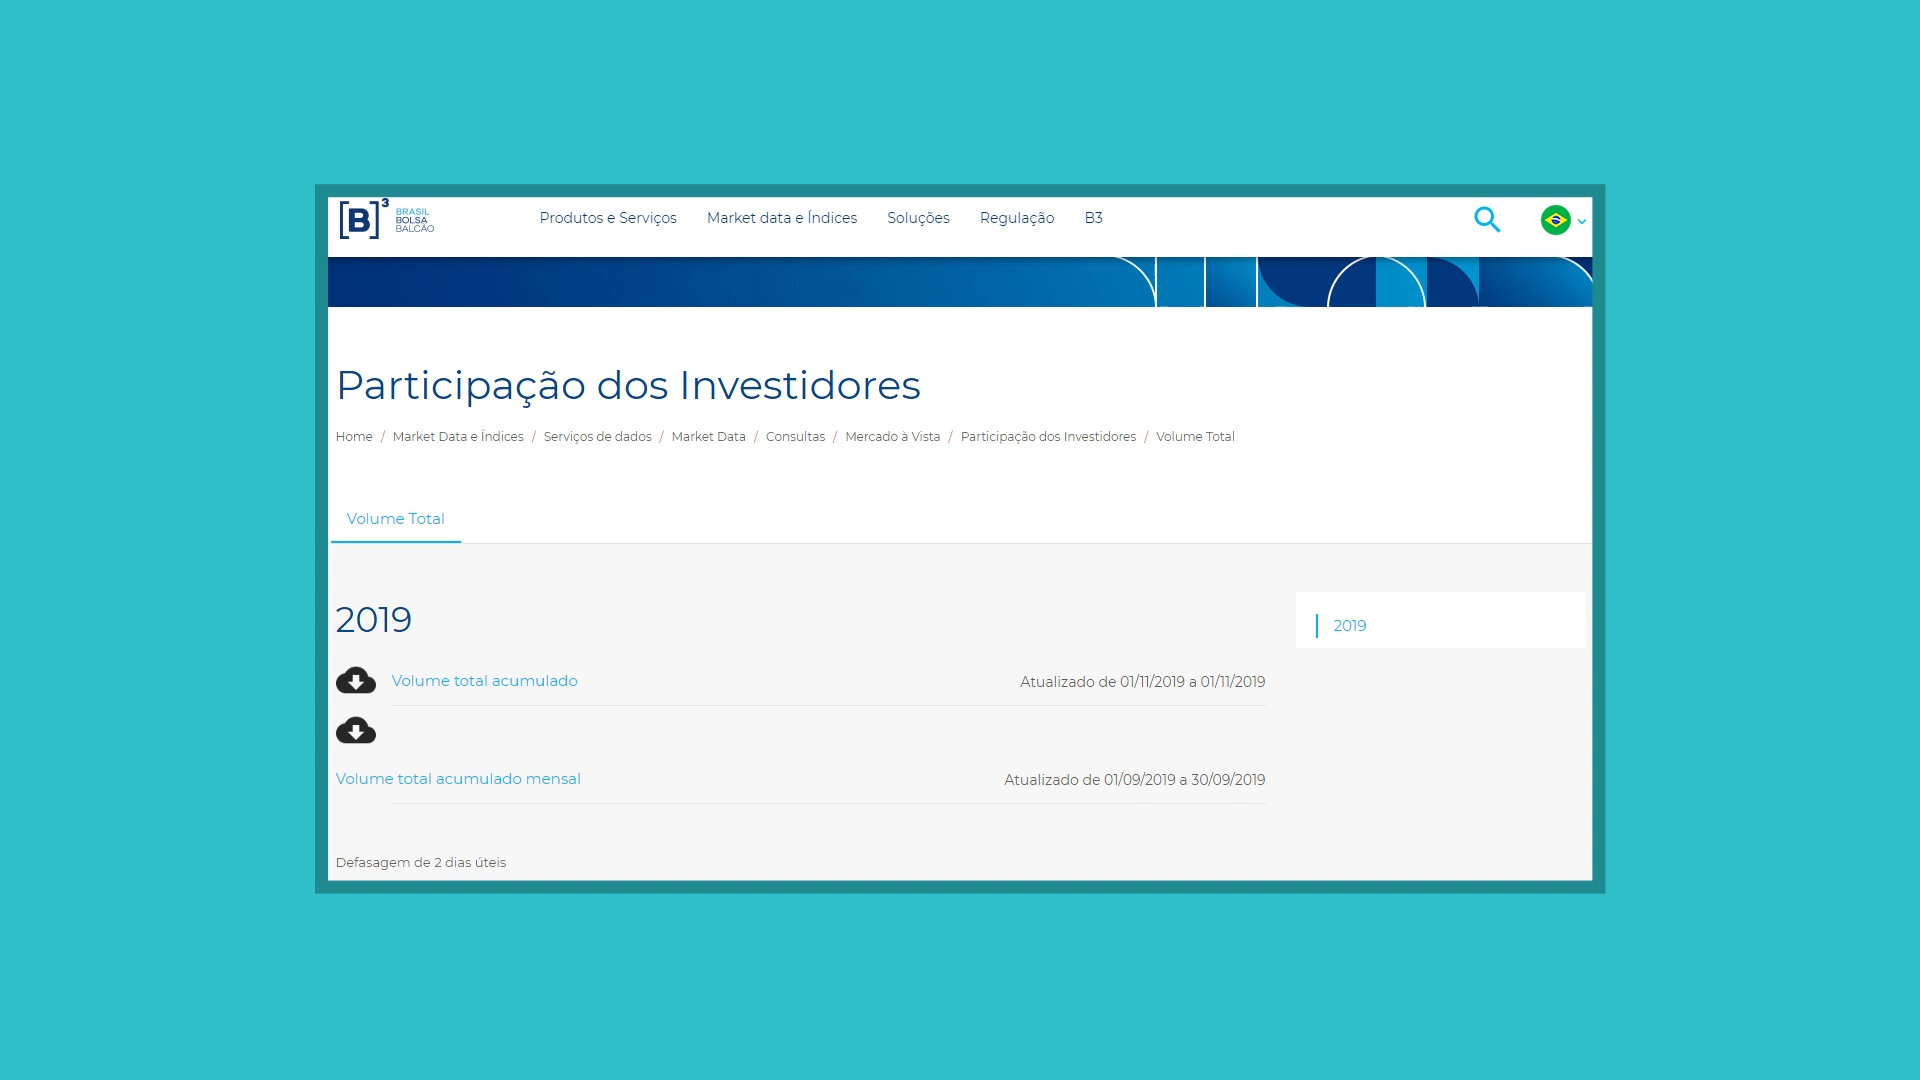 [B]³ BRASIL
BOLSA
BALCÃO
Produtos e Serviços Market data e Índices Soluções Regulação B3
Participação dos Investidores
Home / Market Data e Índices / Serviços de dados / Market Data / Consultas / Mercado à Vista / Participação dos Investidores / Volume Total
Volume Total
2019
2019
Volume total acumulado Atualizado de 01/11/2019 a 01/11/2019
Volume total acumulado mensal Atualizado de 01/09/2019 a 30/09/2019
Defasagem de 2 dias úteis